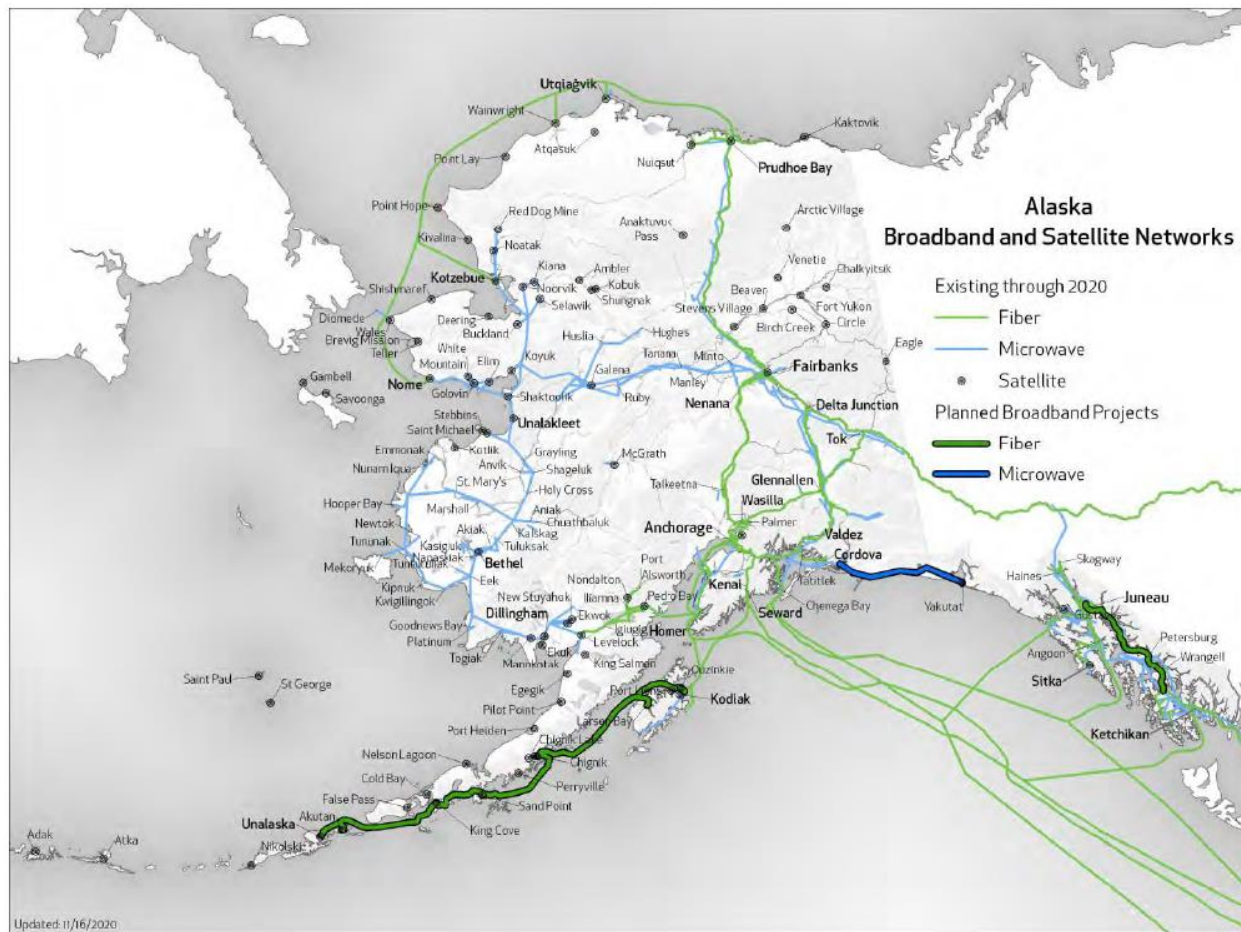 Utqiaġvik
Wainwright
Kaktovik
Atqasuk
Nuiqsut
Prudhoe Bay
Point Lay
Alaska
Broadband and Satellite Networks
Existing through 2020
Fiber
Microwave
Satellite
Planned Broadband Projects
Fiber
Microwave
Point Hope
Red Dog Mine
Anaktuvuk
Pass
Arctic Village
Kivalina
Noatak
Venetie
Chalkyitsik
Kotzebue
Kiana
Ambler
Noorvik
Kobuk
Shungnak
Selawik
Beaver
Stevens Village
Fort Yukon
Circle
Birch Creek
Shishmaref
Deering
Buckland
Diomede
Wales
Brevig Mission
Teller
White
Mountain
Elim
Koyuk
Huslia
Hughes
Tanana
Minto
Eagle
Gambell
Savoonga
Nome
Golovin
Shaktoolik
Galena
Ruby
Manley
Fairbanks
Nenana
Delta Junction
Tok
Stebbins
Saint Michael
Unalakleet
Emmonak
Kotlik
Grayling
McGrath
Nunam Iqua
Anvik
Shageluk
St. Mary's
Holy Cross
Talkeetna
Glennallen
Wasilla
Hooper Bay
Marshall
Aniak
Chuathbaluk
Palmer
Newtok
Akiak
Kalskag
Anchorage
Tununak
Kasigluk
Tuluksak
Valdez
Napaskiak
Cordova
Mekoryuk
Tuntutuliak
Bethel
Port
Alsworth
Skagway
Kipnuk
Eek
Nondalton
Kenai
Tatitlek
Haines
Kwigillingok
New Stuyahok
Iliamna
Pedro Bay
Chenega Bay
Yakutat
Juneau
Dillingham
Ekwok
Seward
Goodnews Bay
Igiugig
Homer
Petersburg
Platinum
Levelock
Wrangell
Togiak
Ekuk
Angoon
Manokotak
King Salmon
Ouzinkie
Sitka
Saint Paul
St George
Egegik
Port Lions
Kodiak
Pilot Point
Larsen Bay
Ketchikan
Port Heiden
Chignik Lake
Nelson Lagoon
Chignik
Cold Bay
Perryville
False Pass
Sand Point
Akutan
Unalaska
King Cove
Adak
Atka
Nikolski
Updated: 11/16/2020